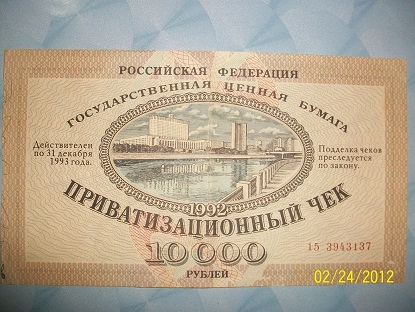 РОССИЙСКАЯ ФЕДЕРАЦИЯ
ГОСУДАРСТВЕННАЯ ЦЕННАЯ БУМАГА
Действителен
по 31 декабря
1993 года.
Подделка чеков
преследуется
по закону.
1992
ПРИВАТИЗАЦИОННЫЙ ЧЕК
10 000
РУБЛЕЙ
15 3943137
02/24/2012